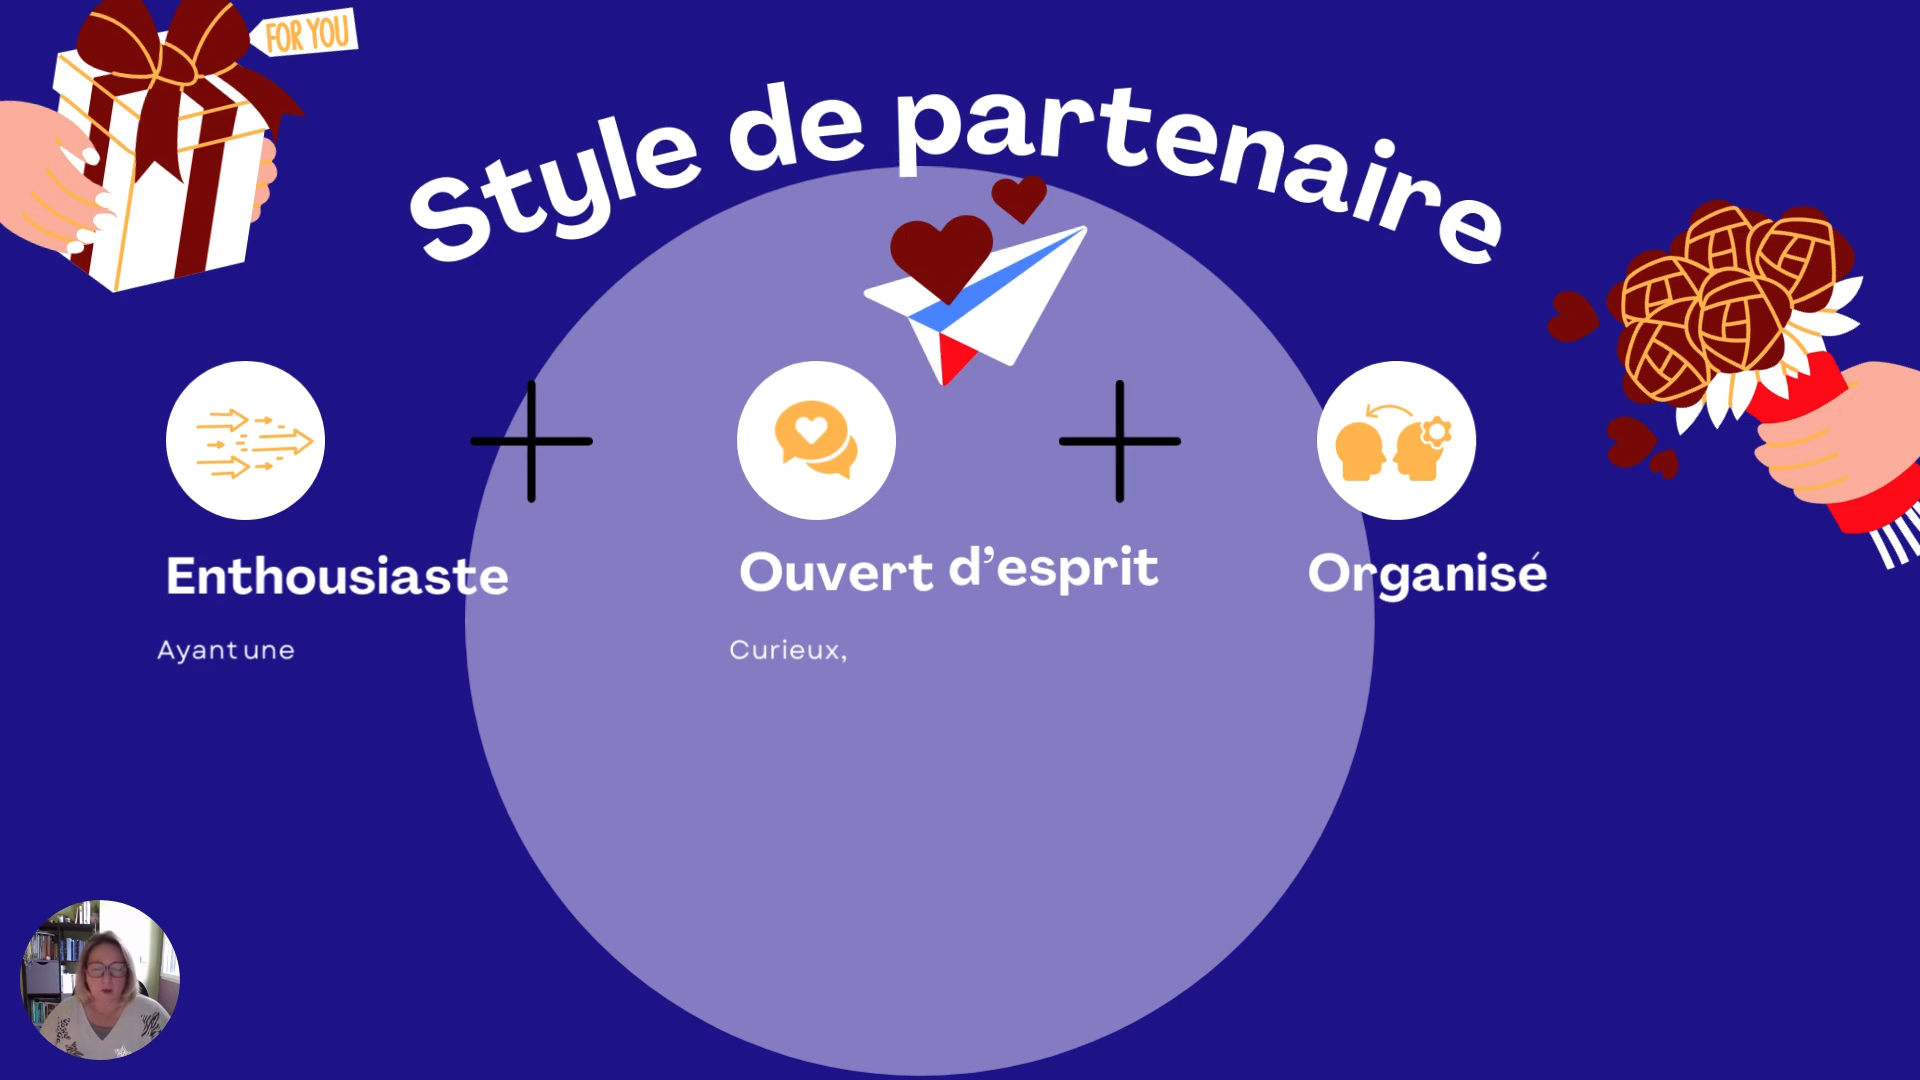 FOR YOU
Style de partenaire
Enthousiaste
Ouvert d’esprit
Organisé
Ayant une
Curieux,